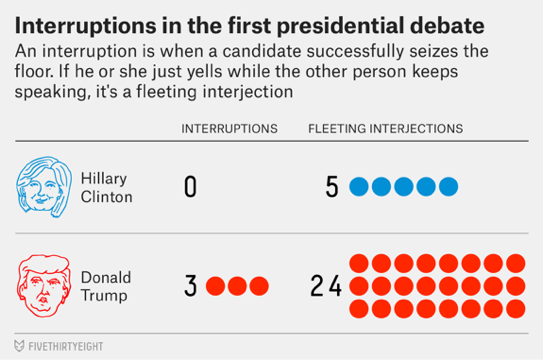 Interruptions in the first presidential debate
An interruption is when a candidate successfully seizes the
floor. If he or she just yells while the other person keeps
speaking, it's a fleeting interjection
INTERRUPTIONS FLEETING INTERJECTIONS
Hillary
Clinton
0 5
Donald
Trump
3 24
FIVETHIRTYEIGHT